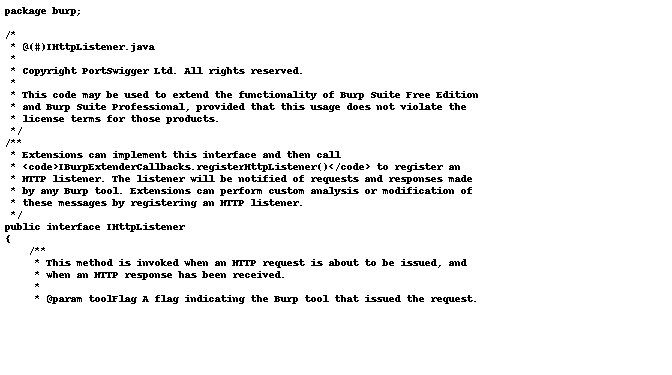 package burp;

/*
 * @(#)IHttpListener.java
 *
 * Copyright PortSwigger Ltd. All rights reserved.
 *
 * This code may be used to extend the functionality of Burp Suite Free Edition
 * and Burp Suite Professional, provided that this usage does not violate the
 * license terms for those products.
 */
/**
 * Extensions can implement this interface and then call
 * <code>IBurpExtenderCallbacks.registerHttpListener()</code> to register an
 * HTTP listener. The listener will be notified of requests and responses made
 * by any Burp tool. Extensions can perform custom analysis or modification of
 * these messages by registering an HTTP listener.
 */
public interface IHttpListener
{
    /**
     * This method is invoked when an HTTP request is about to be issued, and
     * when an HTTP response has been received.
     *
     * @param toolFlag A flag indicating the Burp tool that issued the request.